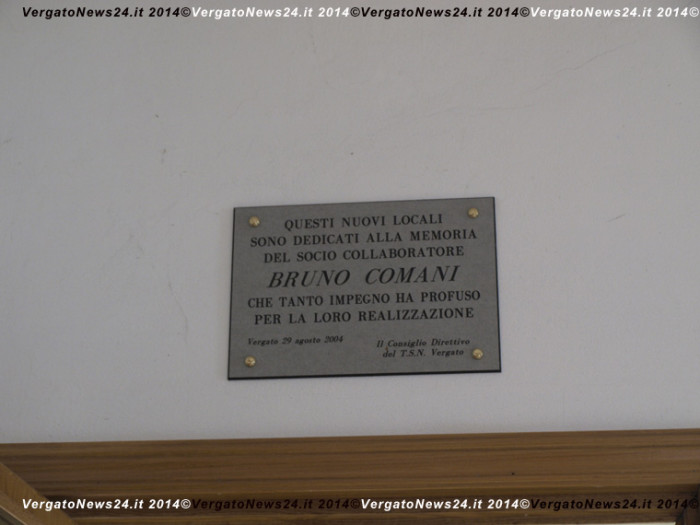 VergatoNews24.it 2014©VergatoNews24.it 2014©VergatoNews24.it 2014©VergatoNews24.it 2014©
QUESTI NUOVI LOCALI
SONO DEDICATI ALLA MEMORIA
DEL SOCIO COLLABORATORE
BRUNO COMANI
CHE TANTO IMPEGNO HA PROFUSO
PER LA LORO REALIZZAZIONE
Vergato 29 agosto 2004
Il Consiglio Direttivo
del T.S.N. Vergato
VergatoNews24.it 2014©VergatoNews24.it 2014©VergatoNews24.it 2014©VergatoNews24.it 2014©